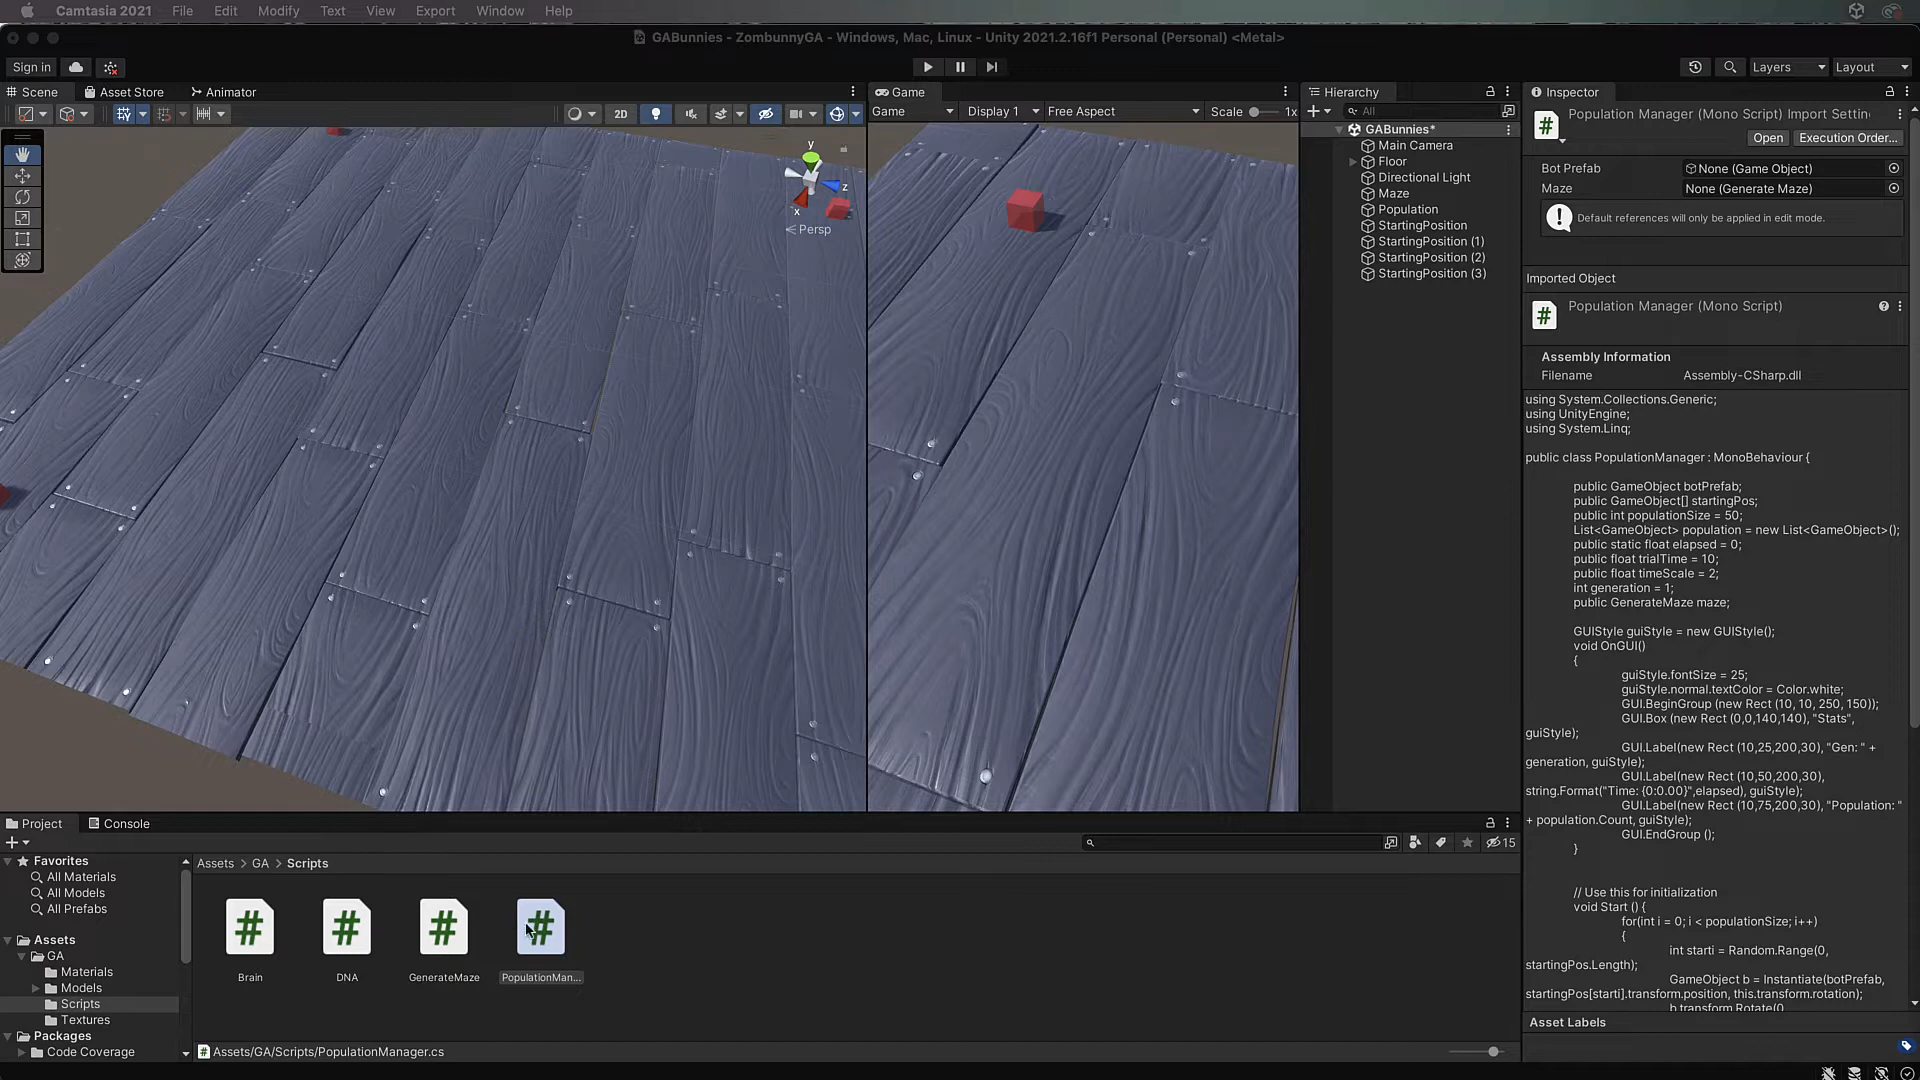 Camtasia 2021 File Edit Modify Text View Export Window Help
GABunnies - ZombunnyGA - Windows, Mac, Linux - Unity 2021.2.16f1 Personal (Personal) <Metal>
Sign in
Layers
Layout
Scene
Asset Store
Animator
2D
y
z
x
Persp
Game
Game
Display 1
Free Aspect
Scale
1x
Hierarchy
All
GABunnies*
Main Camera
Floor
Directional Light
Maze
Population
StartingPosition
StartingPosition (1)
StartingPosition (2)
StartingPosition (3)
Inspector
Population Manager (Mono Script) Import Settin
Open
Execution Order...
Bot Prefab
None (Game Object)
Maze
None (Generate Maze)
Default references will only be applied in edit mode.
Imported Object
Population Manager (Mono Script)
Assembly Information
Filename
Assembly-CSharp.dll
using System.Collections.Generic;
using UnityEngine;
using System.Linq;
public class PopulationManager : MonoBehaviour {
public GameObject botPrefab;
public GameObject[] startingPos;
public int populationSize = 50;
List<GameObject> population = new List<GameObject>();
public static float elapsed = 0;
public float trialTime = 10;
public float timeScale = 2;
int generation = 1;
public GenerateMaze maze;
GUIStyle guiStyle = new GUIStyle();
void OnGUI()
{
guiStyle.fontSize = 25;
guiStyle.normal.textColor = Color.white;
GUI.BeginGroup (new Rect (10, 10, 250, 150));
GUI.Box (new Rect (0,0,140,140), "Stats",
guiStyle);
GUI.Label(new Rect (10,25,200,30), "Gen: " +
generation, guiStyle);
GUI.Label(new Rect (10,50,200,30),
string.Format("Time: {0:0.00}",elapsed), guiStyle);
GUI.Label(new Rect (10,75,200,30), "Population: "
+ population.Count, guiStyle);
GUI.EndGroup ();
}
// Use this for initialization
void Start () {
for(int i = 0; i < populationSize; i++)
{
int starti = Random.Range(0,
startingPos.Length);
GameObject b = Instantiate(botPrefab,
startingPos[starti].transform.position, this.transform.rotation);
b.transform.Rotate(0,
Asset Labels
Project
Console
15
Favorites
All Materials
All Models
All Prefabs
Assets
GA
Materials
Models
Scripts
Textures
Packages
Code Coverage
Assets > GA > Scripts
Brain
DNA
GenerateMaze
PopulationMan...
Assets/GA/Scripts/PopulationManager.cs